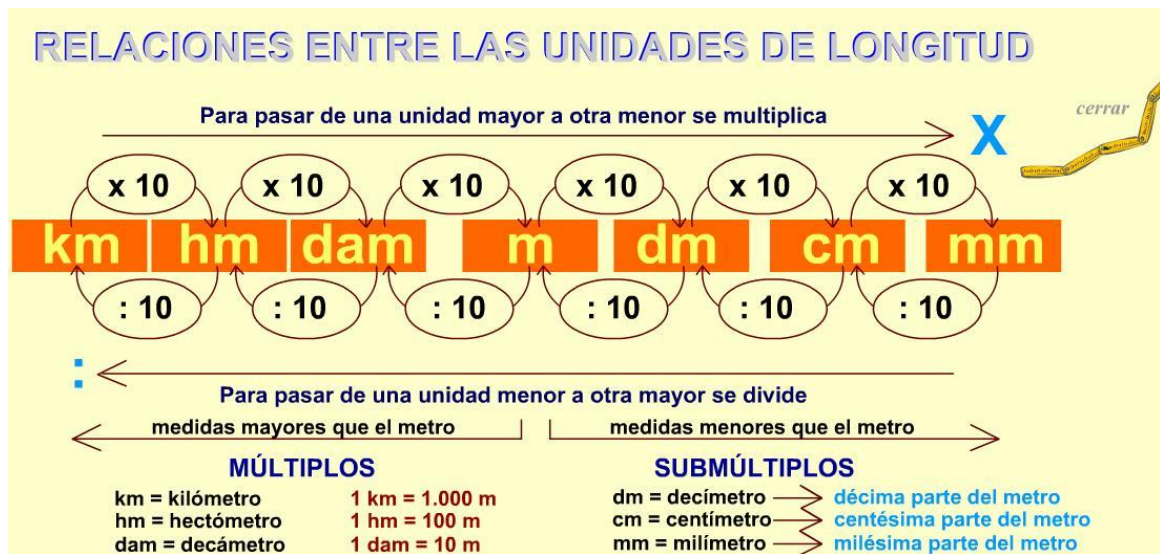 RELACIONES ENTRE LAS UNIDADES DE LONGITUD
Para pasar de una unidad mayor a otra menor se multiplica
X
cerrar
x 10 x 10 x 10 x 10 x 10 x 10
km hm dam m dm cm mm
: 10 : 10 : 10 : 10 : 10 : 10
:
Para pasar de una unidad menor a otra mayor se divide
medidas mayores que el metro
medidas menores que el metro
MÚLTIPLOS
km = kilómetro 1 km = 1.000 m
hm = hectómetro 1 hm = 100 m
dam = decámetro 1 dam = 10 m
SUBMÚLTIPLOS
dm = decímetro décima parte del metro
cm = centímetro centésima parte del metro
mm = milímetro milésima parte del metro